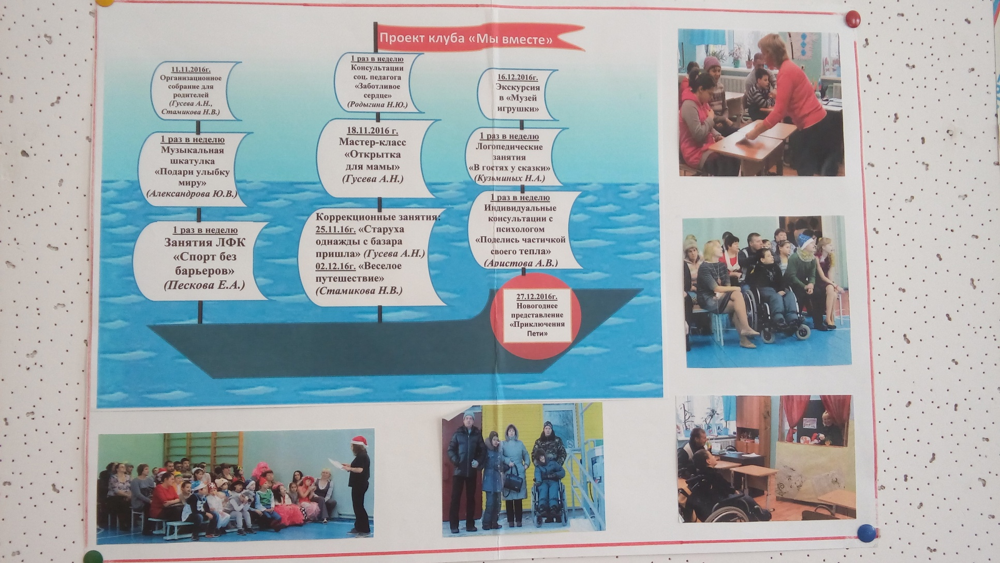 Проект клуба «Мы вместе»
11.11.2016г.
Организационное
собрание для
родителей
(Гусева А.Н.,
Стамикова Н.В.)
1 раз в неделю
Музыкальная
шкатулка
«Подари улыбку
миру»
(Александрова Ю.В.)
1 раз в неделю
Занятия ЛФК
«Спорт без
барьеров»
(Пескова Е.А.)
1 раз в неделю
Консультации
соц. педагога
«Заботливое
сердце»
(Родыгина Н.Ю.)
18.11.2016 г.
Мастер-класс
«Открытка
для мамы»
(Гусева А.Н.)
Коррекционные занятия:
25.11.16г. «Старуха
однажды с базара
пришла» (Гусева А.Н.)
02.12.16г. «Веселое
путешествие»
(Стамикова Н.В.)
16.12.2016г.
Экскурсия
в «Музей
игрушки»
1 раз в неделю
Логопедические
занятия
«В гостях у сказки»
(Кузьминых Н.А.)
1 раз в неделю
Индивидуальные
консультации с
психологом
«Поделись частичкой
своего тепла»
(Аристова А.В.)
27.12.2016г.
Новогоднее
представление
«Приключения
Пети»